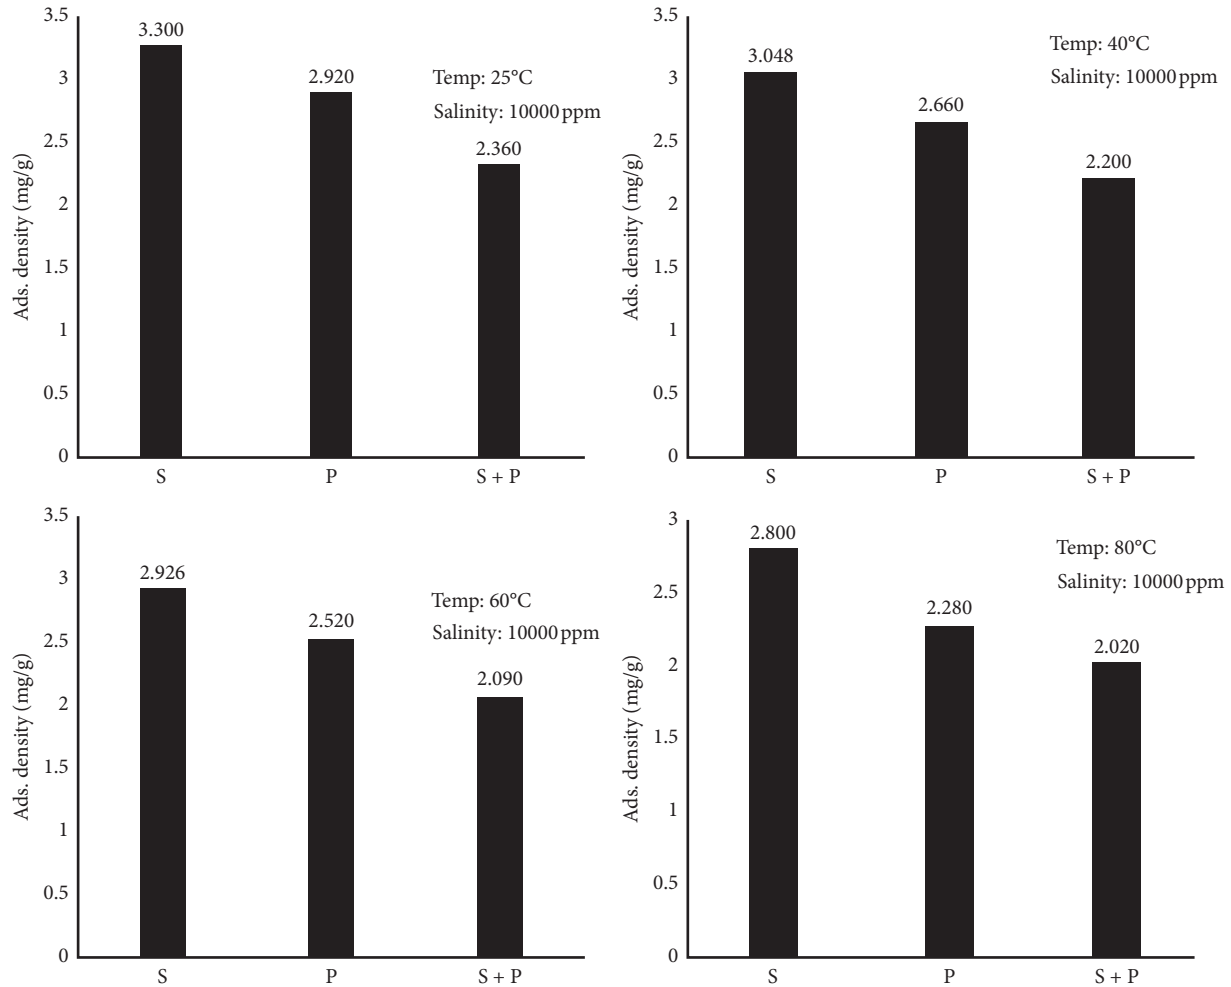 Ads. density (mg/g)
3.5
3
2.5
2
1.5
1
0.5
0
3.300
2.920
2.360
Temp: 25°C
Salinity: 10000 ppm
S
P
S + P
Ads. density (mg/g)
3.5
3
2.5
2
1.5
1
0.5
0
3.048
2.660
2.200
Temp: 40°C
Salinity: 10000 ppm
S
P
S + P
Ads. density (mg/g)
3.5
3
2.5
2
1.5
1
0.5
0
2.926
2.520
2.090
Temp: 60°C
Salinity: 10000 ppm
S
P
S + P
Ads. density (mg/g)
3
2.5
2
1.5
1
0.5
0
2.800
2.280
2.020
Temp: 80°C
Salinity: 10000 ppm
S
P
S + P